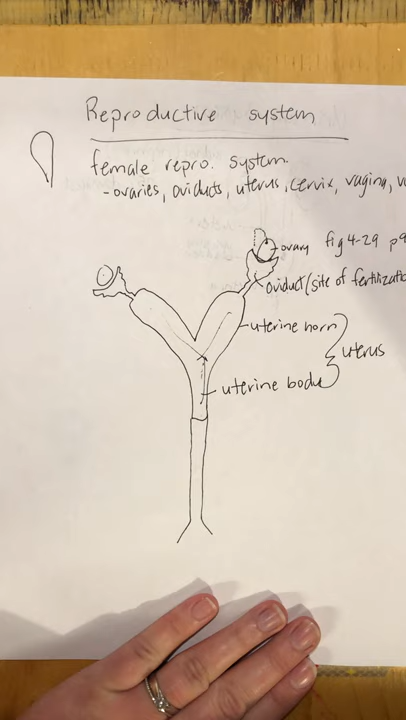 Reproductive system
female repro. system
-ovaries, oviducts, uterus, cervix, vagina,
ovary fig 4-29
oviduct (site of
uterine horn
uterus
uterine body